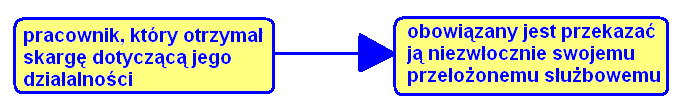 pracownik, który otrzymał
skargę dotyczącą jego
działalności
obowiązany jest przekazać
ją niezwłocznie swojemu
przełożonemu służbowemu